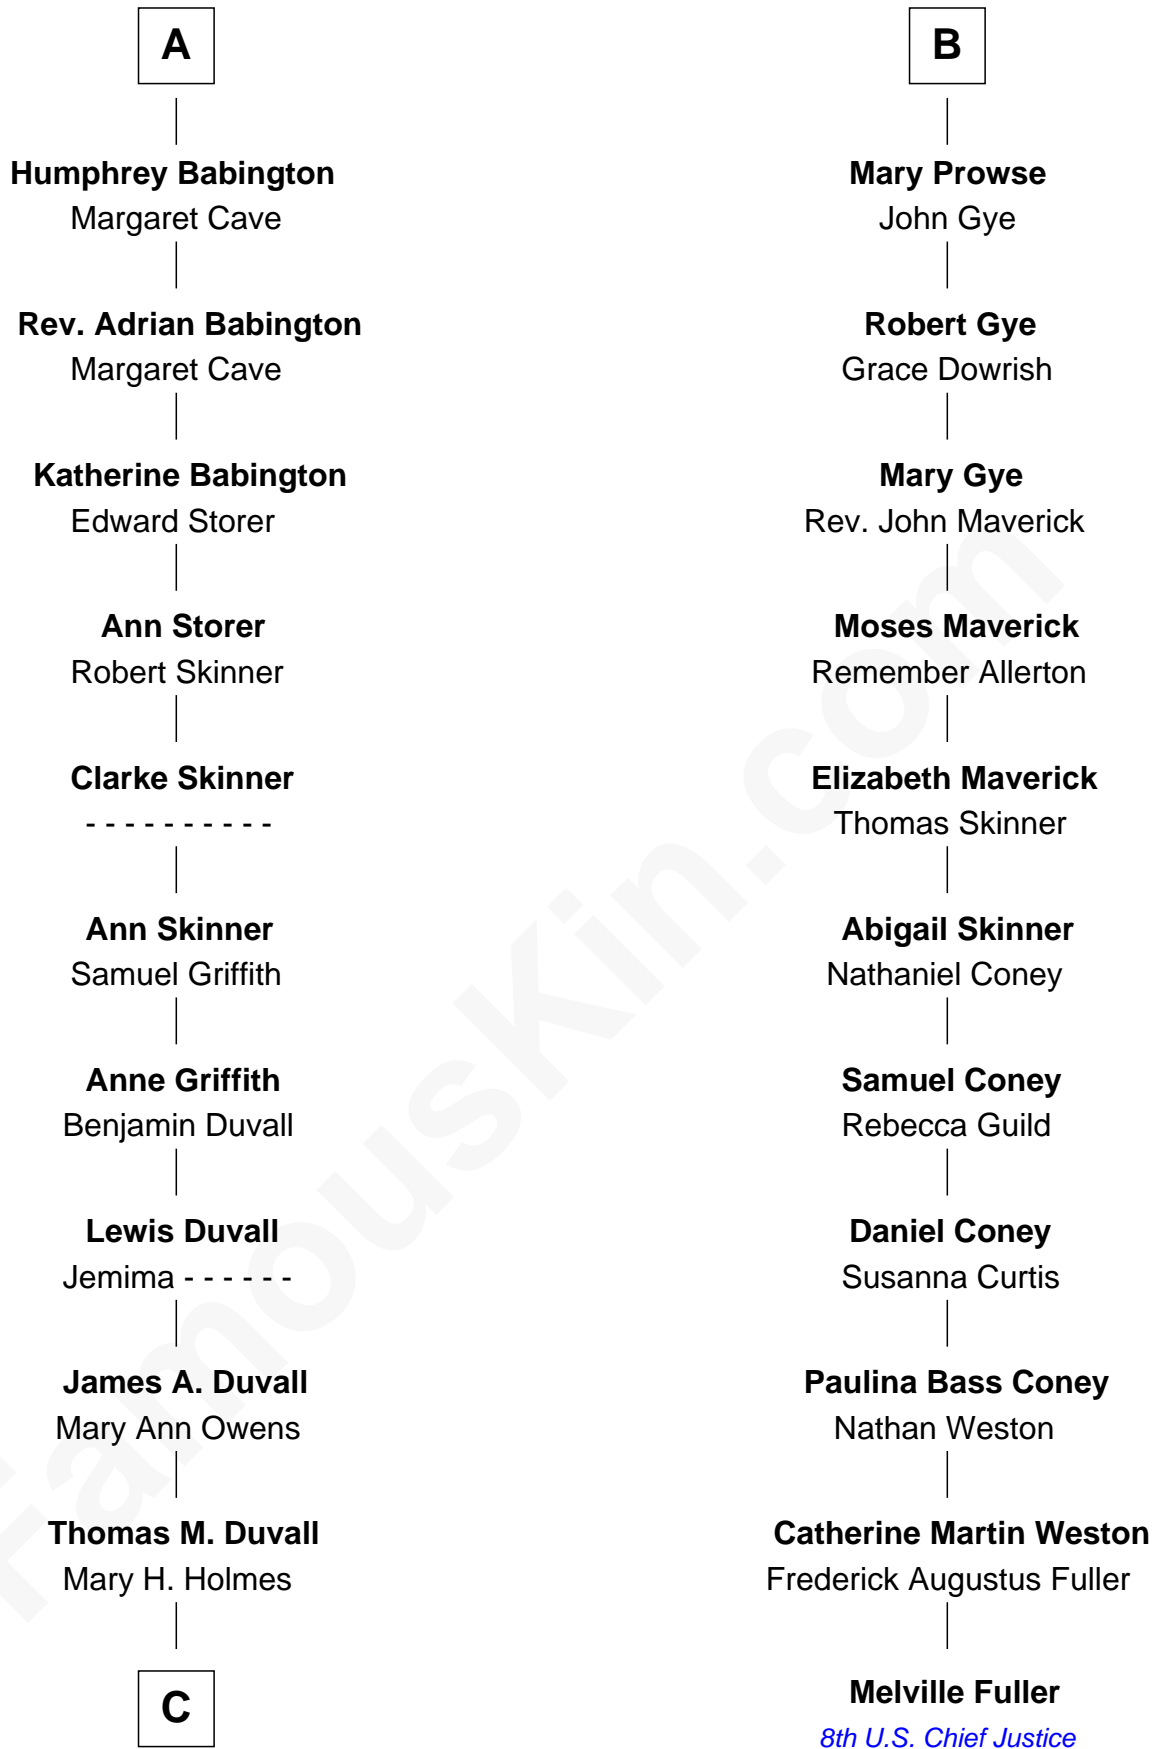 A
Humphrey Babington
Margaret Cave
Rev. Adrian Babington
Margaret Cave
Katherine Babington
Edward Storer
Ann Storer
Robert Skinner
Clarke Skinner
- - - - - - - - - -
Ann Skinner
Samuel Griffith
Anne Griffith
Benjamin Duvall
Lewis Duvall
Jemima - - - - - -
James A. Duvall
Mary Ann Owens
Thomas M. Duvall
Mary H. Holmes
C
B
Mary Prowse
John Gye
Robert Gye
Grace Dowrish
Mary Gye
Rev. John Maverick
Moses Maverick
Remember Allerton
Elizabeth Maverick
Thomas Skinner
Abigail Skinner
Nathaniel Coney
Samuel Coney
Rebecca Guild
Daniel Coney
Susanna Curtis
Paulina Bass Coney
Nathan Weston
Catherine Martin Weston
Frederick Augustus Fuller
Melville Fuller
8th U.S. Chief Justice
FamousKin.com